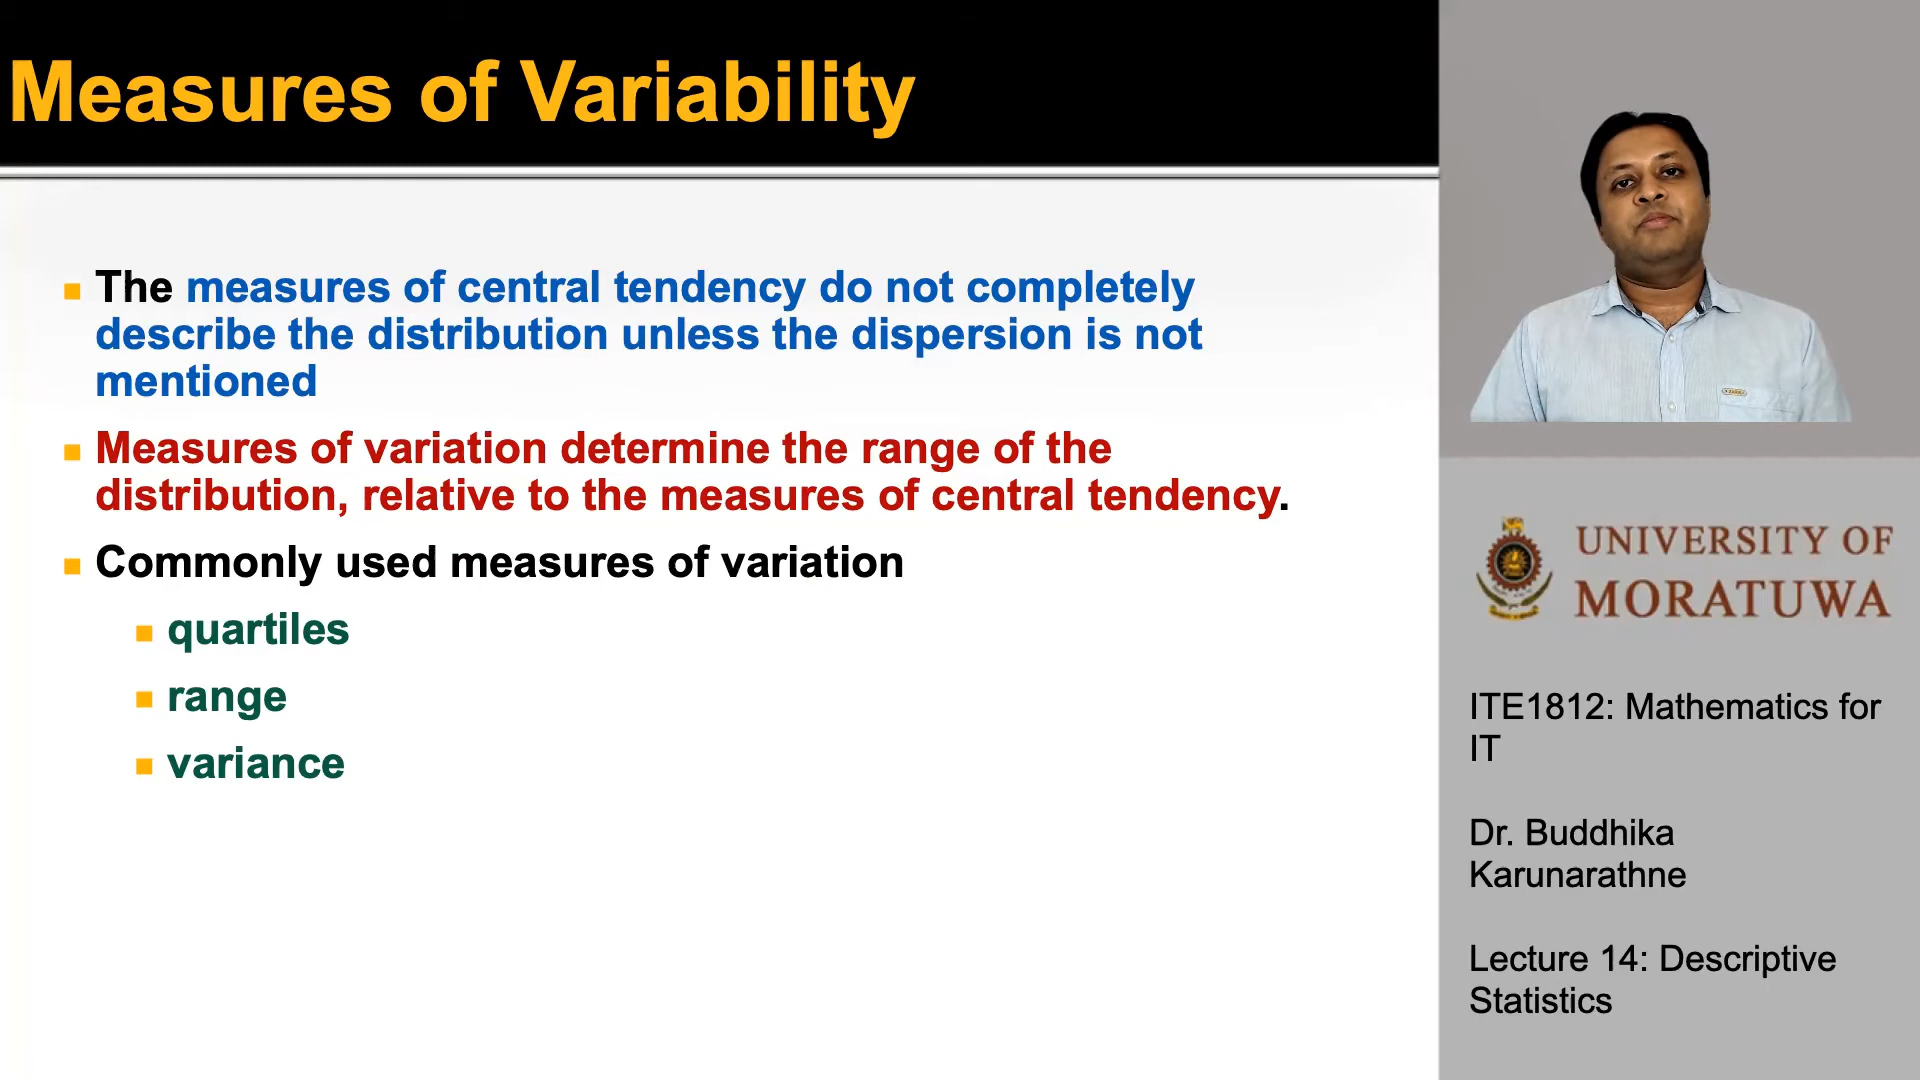 Measures of Variability
The measures of central tendency do not completely
describe the distribution unless the dispersion is not
mentioned
Measures of variation determine the range of the
distribution, relative to the measures of central tendency.
Commonly used measures of variation
quartiles
range
variance
UNIVERSITY OF
MORATUWA
ITE1812: Mathematics for
IT
Dr. Buddhika
Karunarathne
Lecture 14: Descriptive
Statistics